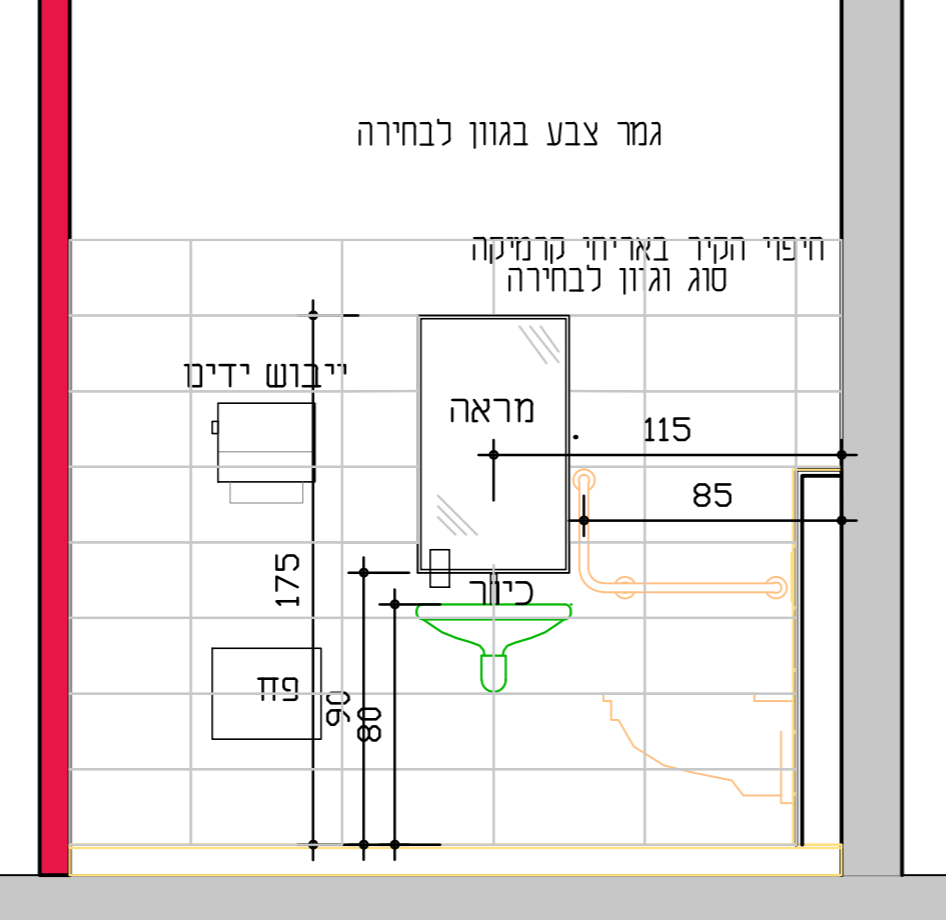 גמר צבע בגוון לבחירה
חיפוי הקיר באריחי קרמיקה
סוג וגוון לבחירה
ייבוש ידים
מראה
115
85
175
כיור
פח
90
80